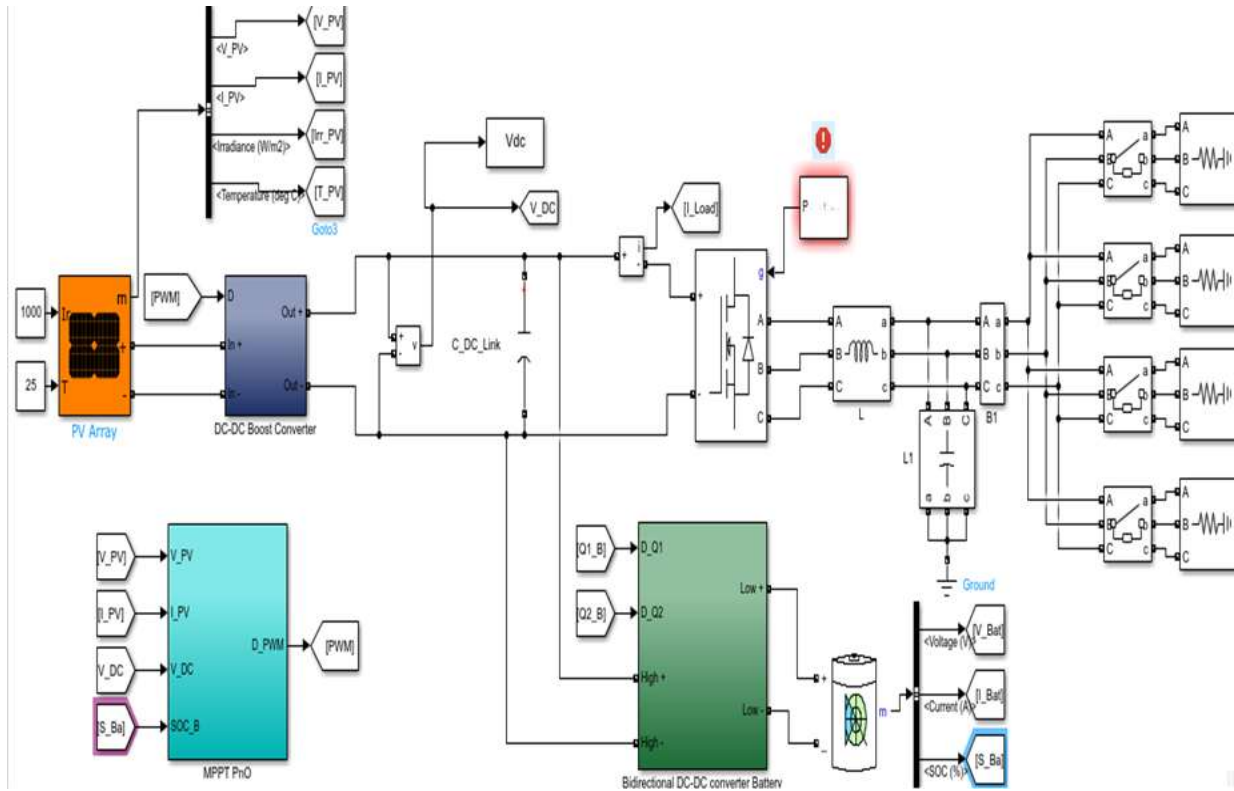 [V_PV]
<V_PV>
[I_PV]
<I_PV>
[Irr_PV]
<Irradiance (W/m2)>
[T_PV]
<Temperature (deg C)>
Goto3
Vdc
V_DC
[I_Load]
1000
25
Ir
T
m
+
-
PV Array
[PWM]
D
In +
In -
Out +
Out -
DC-DC Boost Converter
+
-
v
C_DC_Link
+
i
-
P
g
+
-
A
B
C
A
B
C
a
b
c
L
A
B
C
a
b
c
B1
A
B
C
a
b
c
L1
Ground
A
B
C
a
b
c
A
B
C
A
B
C
a
b
c
A
B
C
A
B
C
a
b
c
A
B
C
A
B
C
a
b
c
A
B
C
[V_PV]
[I_PV]
V_DC
[S_Ba]
V_PV
I_PV
V_DC
SOC_B
D_PWM
[PWM]
MPPT PnO
[Q1_B]
[Q2_B]
D_Q1
D_Q2
High +
High -
Low +
Low -
Bidirectional DC-DC converter Battery
+
-
m
[V_Bat]
<Voltage (V)>
[I_Bat]
<Current (A)>
[S_Ba]
<SOC (%)>